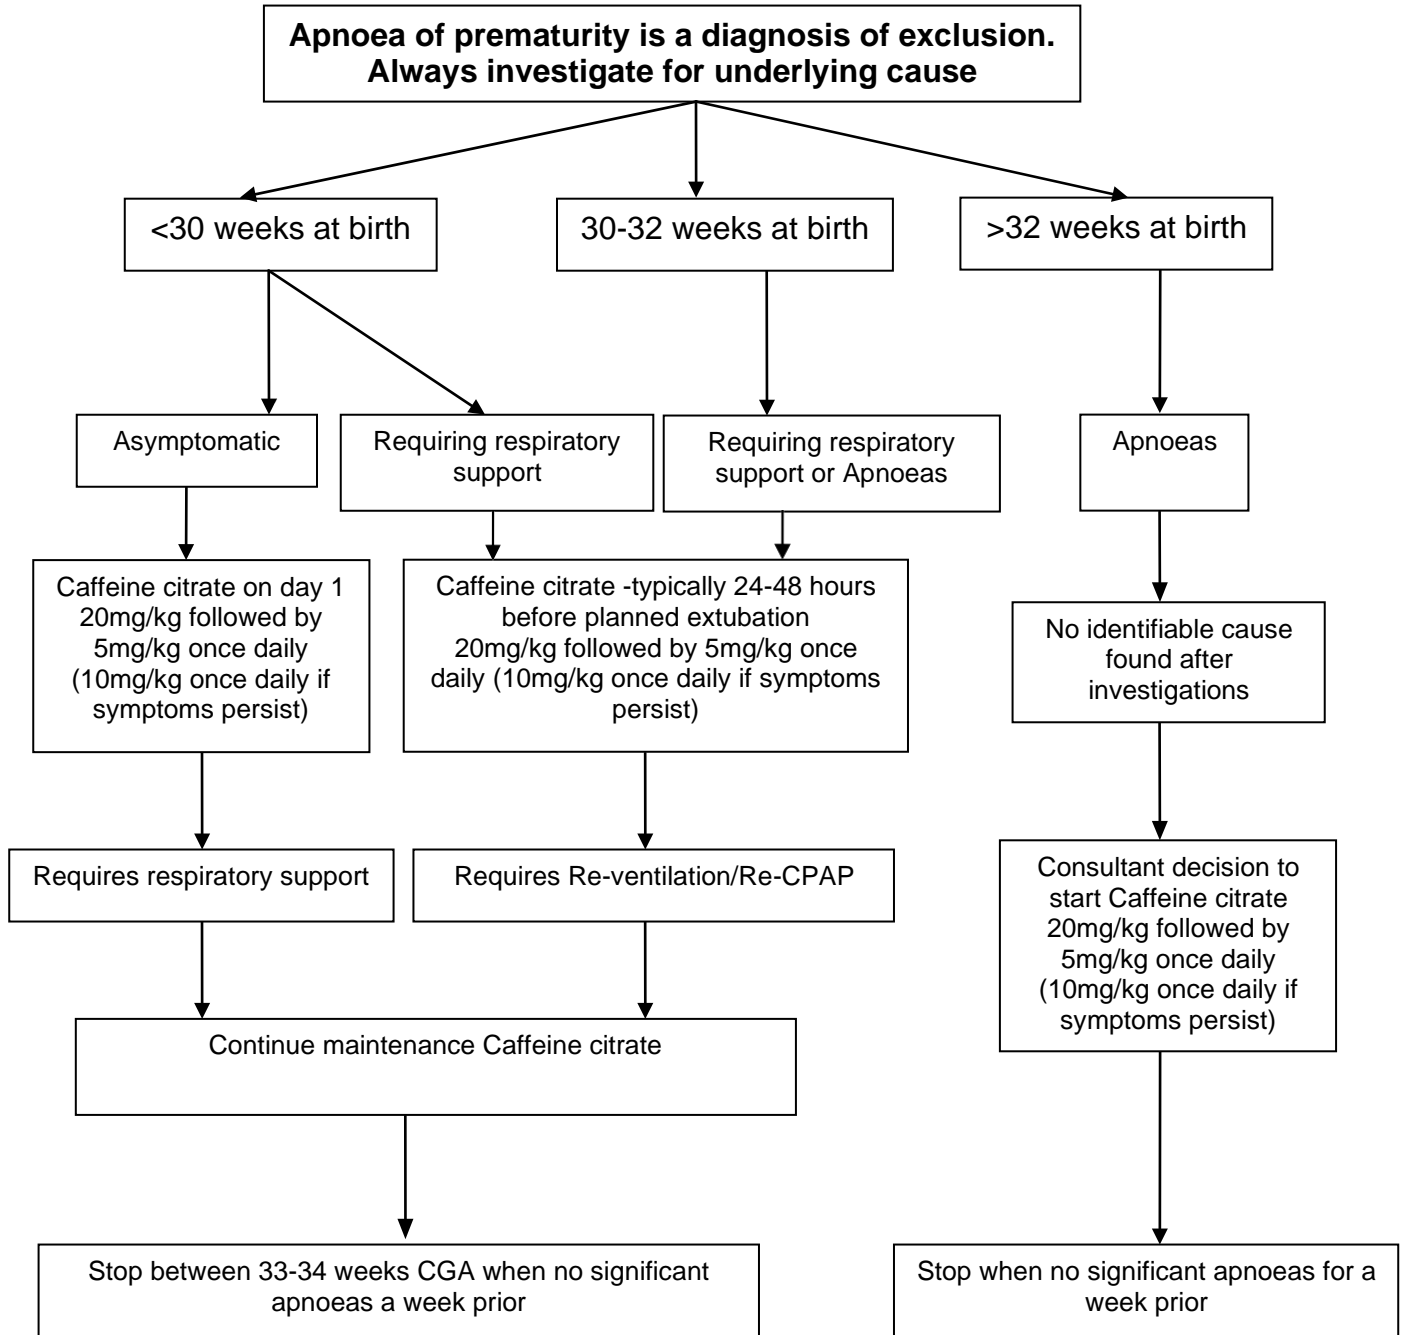 Apnoea of prematurity is a diagnosis of exclusion.
Always investigate for underlying cause
<30 weeks at birth
30-32 weeks at birth
>32 weeks at birth
Asymptomatic
Requiring respiratory
support
Requiring respiratory
support or Apnoeas
Apnoeas
Caffeine citrate on day 1
20mg/kg followed by
5mg/kg once daily
(10mg/kg once daily if
symptoms persist)
Caffeine citrate -typically 24-48 hours
before planned extubation
20mg/kg followed by 5mg/kg once
daily (10mg/kg once daily if symptoms
persist)
No identifiable cause
found after
investigations
Requires respiratory support
Requires Re-ventilation/Re-CPAP
Consultant decision to
start Caffeine citrate
20mg/kg followed by
5mg/kg once daily
(10mg/kg once daily if
symptoms persist)
Continue maintenance Caffeine citrate
Stop between 33-34 weeks CGA when no significant
apnoeas a week prior
Stop when no significant apnoeas for a
week prior